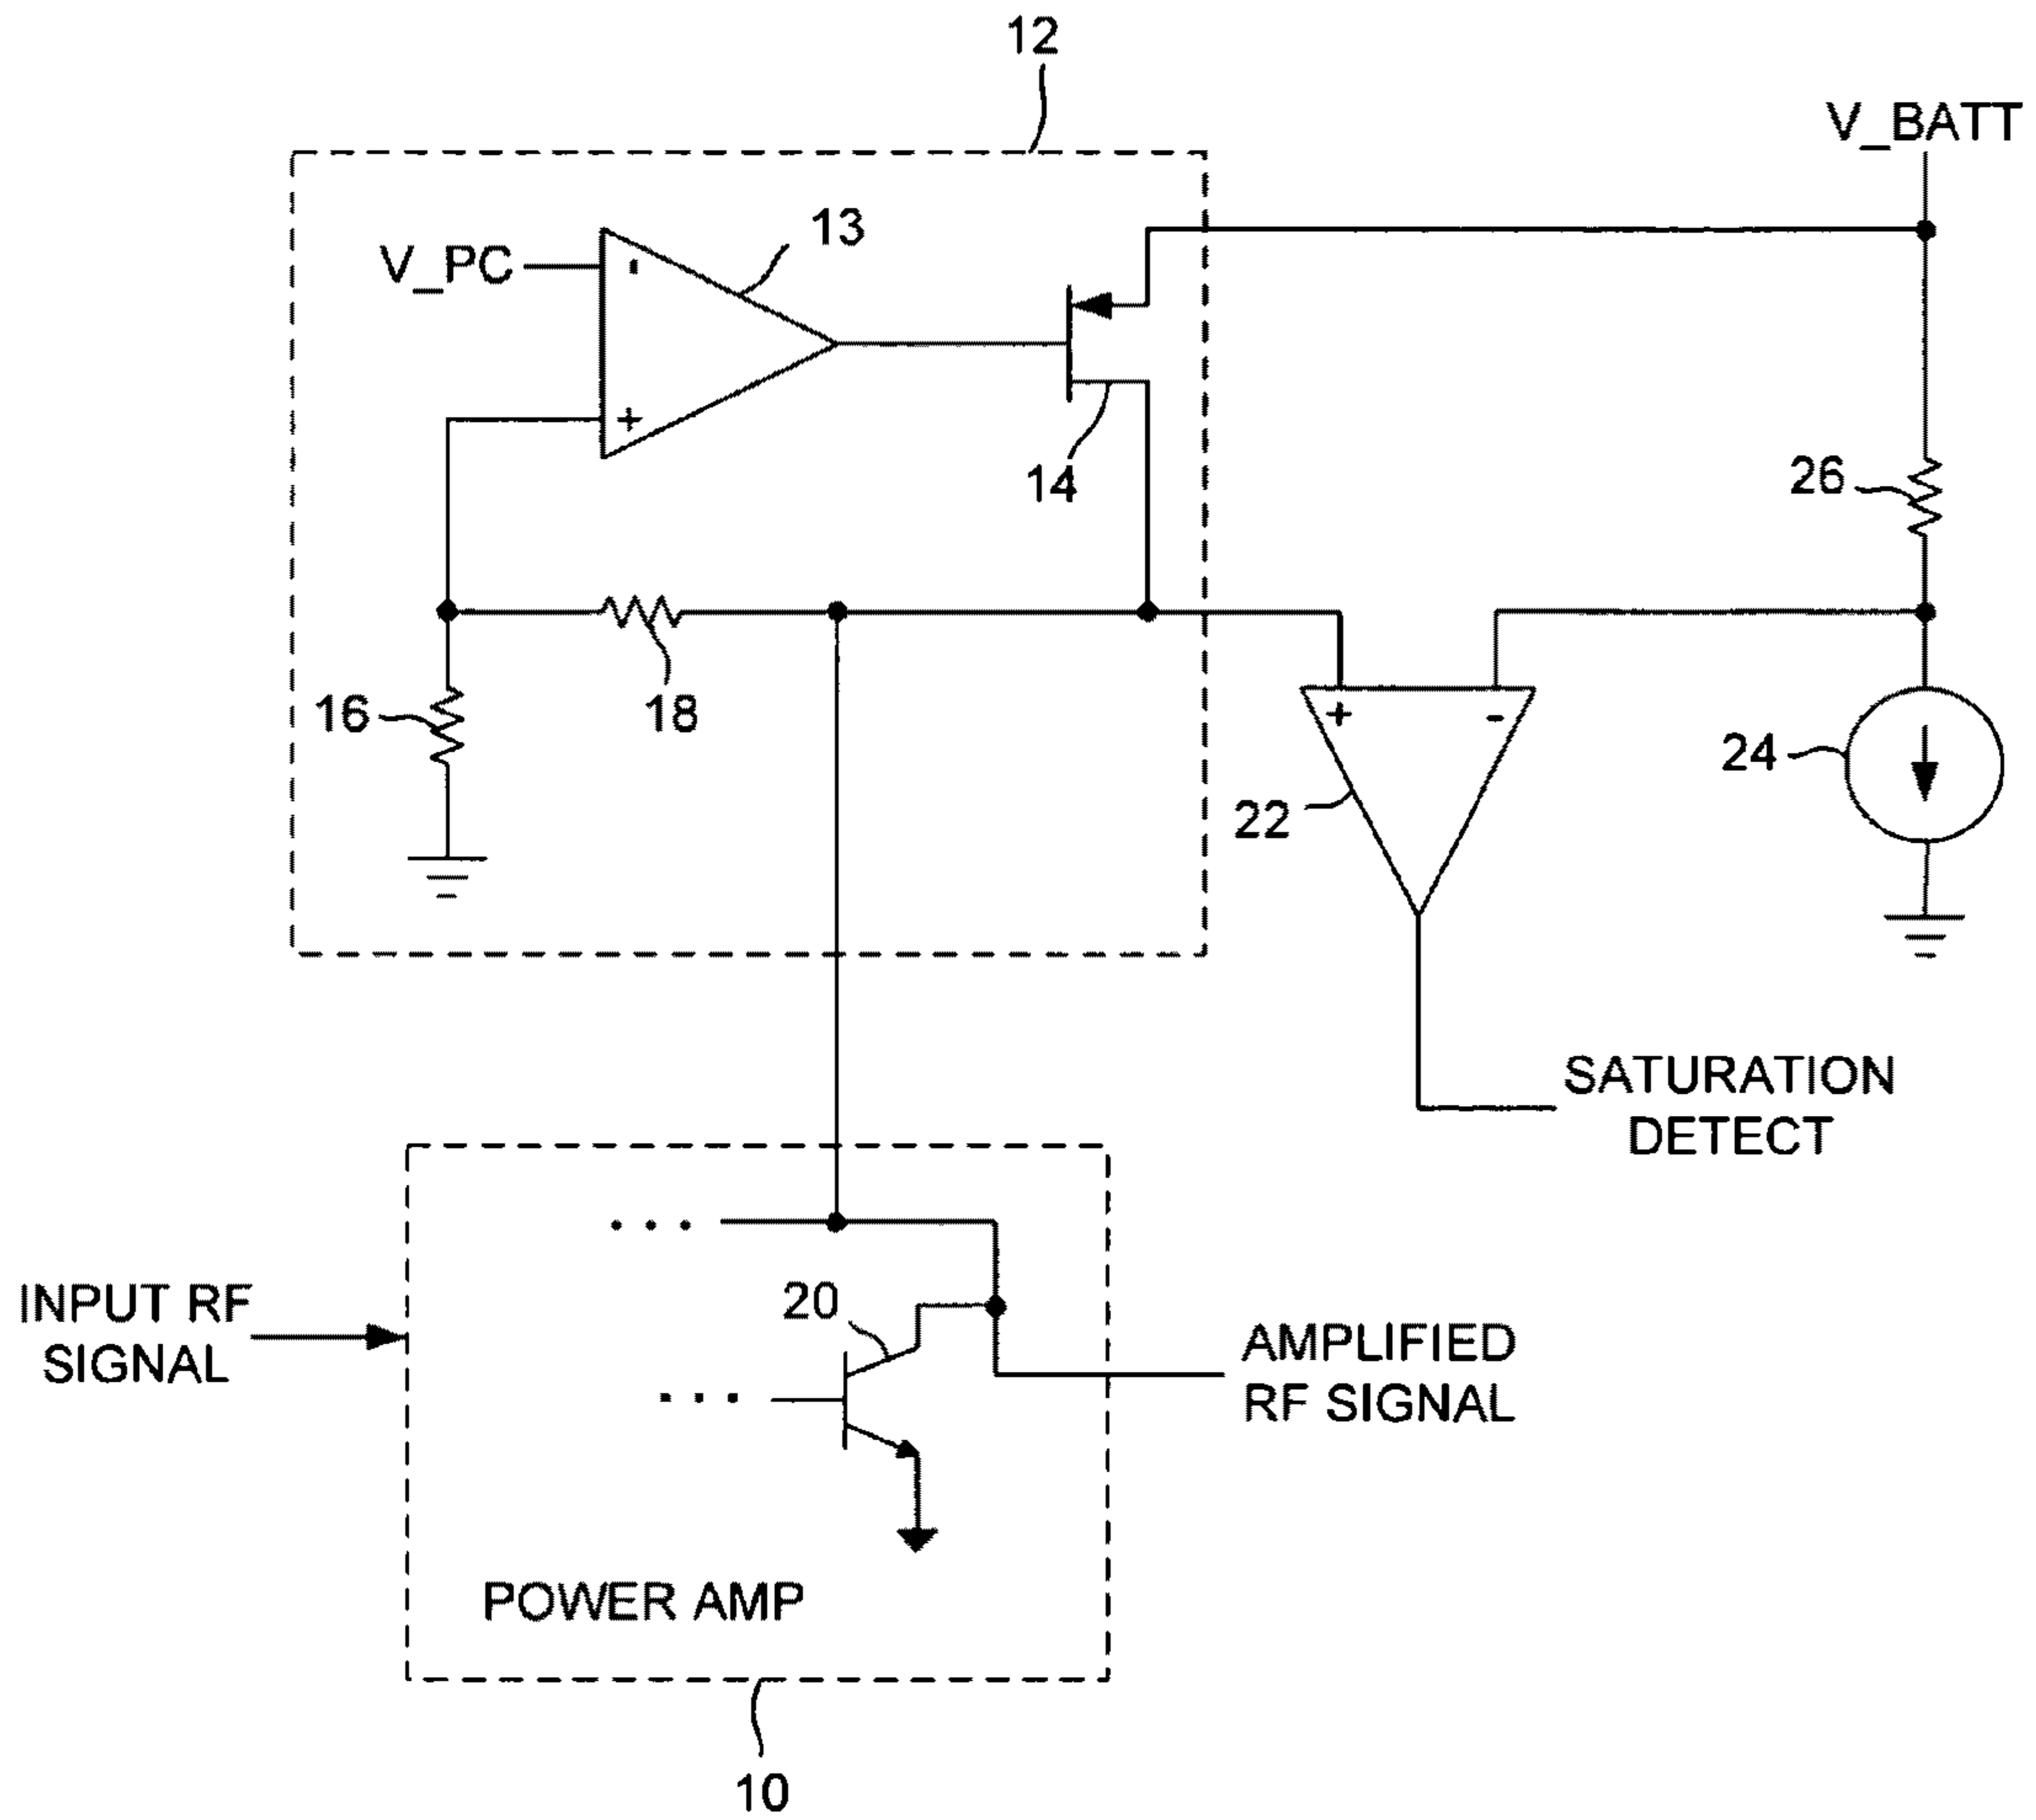 12
V_BATT
13
V_PC
-
+
14
26
16
18
+
-
24
22
SATURATION
DETECT
INPUT RF
SIGNAL
20
AMPLIFIED
RF SIGNAL
POWER AMP
10